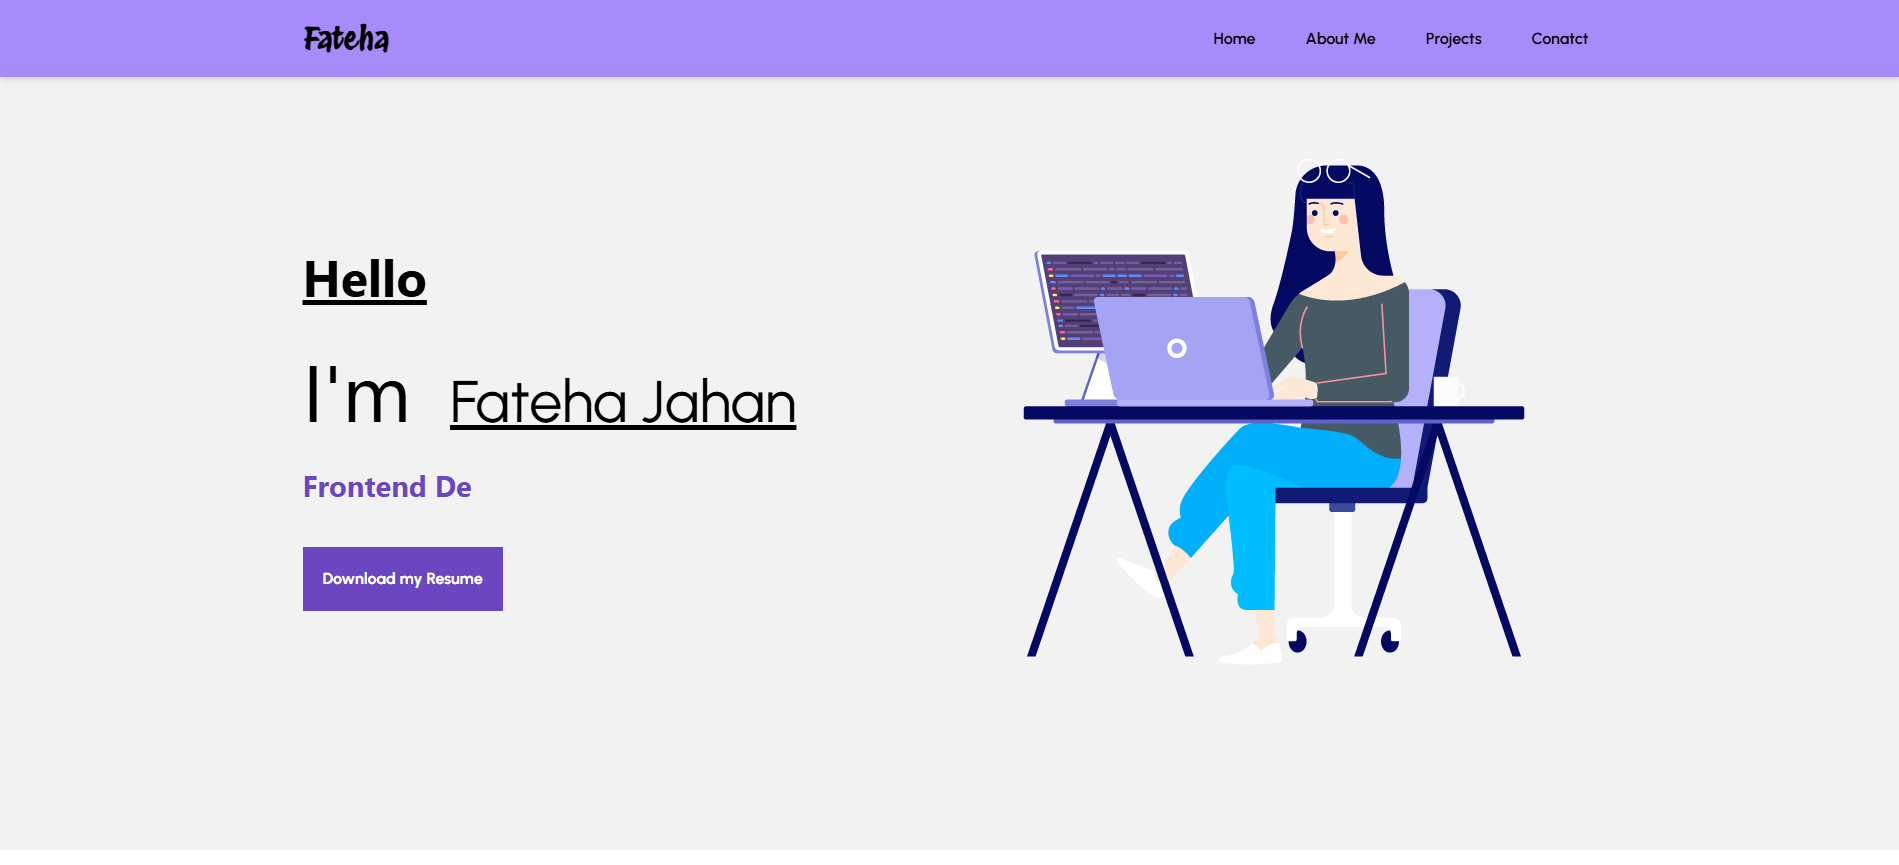 Fateha
Home About Me Projects Conatct
Hello
I'm Fateha Jahan
Frontend De
Download my Resume